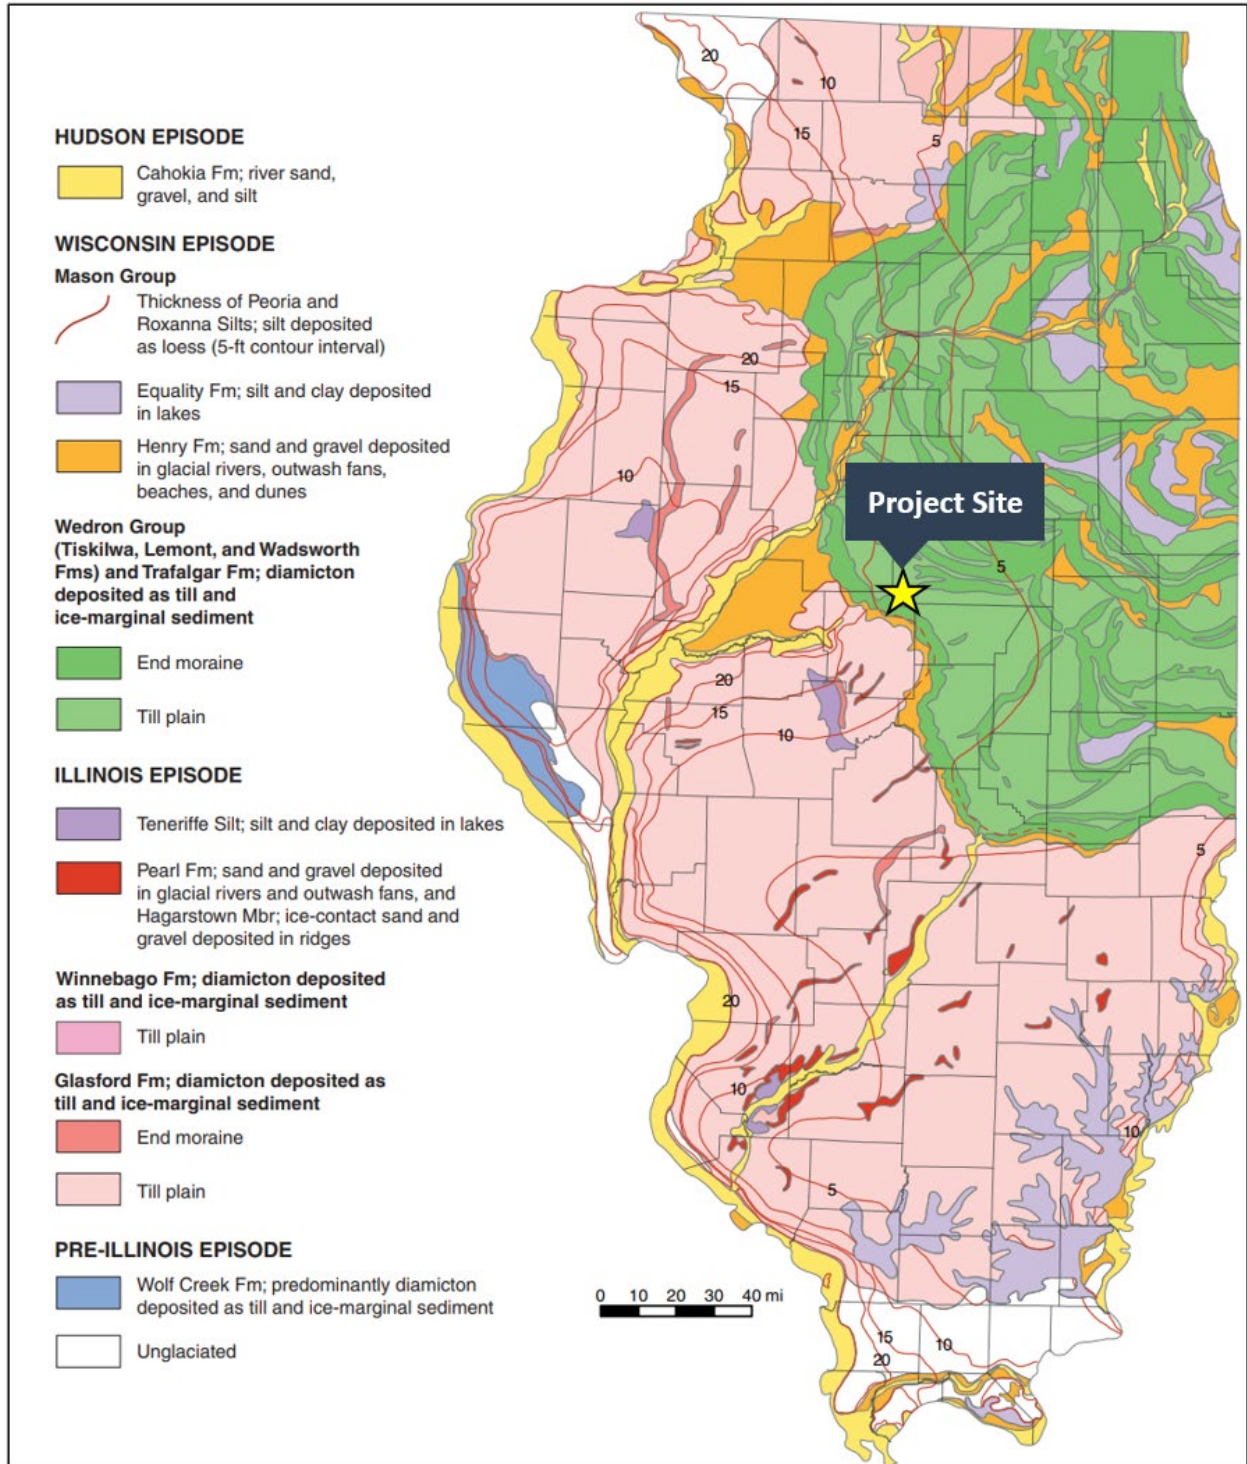 HUDSON EPISODE
Cahokia Fm; river sand,
gravel, and silt
WISCONSIN EPISODE
Mason Group
Thickness of Peoria and
Roxanna Silts; silt deposited
as loess (5-ft contour interval)
Equality Fm; silt and clay deposited
in lakes
Henry Fm; sand and gravel deposited
in glacial rivers, outwash fans,
beaches, and dunes
Wedron Group
(Tiskilwa, Lemont, and Wadsworth
Fms) and Trafalgar Fm; diamicton
deposited as till and
ice-marginal sediment
End moraine
Till plain
ILLINOIS EPISODE
Teneriffe Silt; silt and clay deposited in lakes
Pearl Fm; sand and gravel deposited
in glacial rivers and outwash fans, and
Hagarstown Mbr; ice-contact sand and
gravel deposited in ridges
Winnebago Fm; diamicton deposited
as till and ice-marginal sediment
Till plain
Glasford Fm; diamicton deposited as
till and ice-marginal sediment
End moraine
Till plain
PRE-ILLINOIS EPISODE
Wolf Creek Fm; predominantly diamicton
deposited as till and ice-marginal sediment
Unglaciated
20
10
15
5
20
15
10
Project Site
5
20
15
10
5
20
10
10
5
15
10
20
0 10 20 30 40 mi